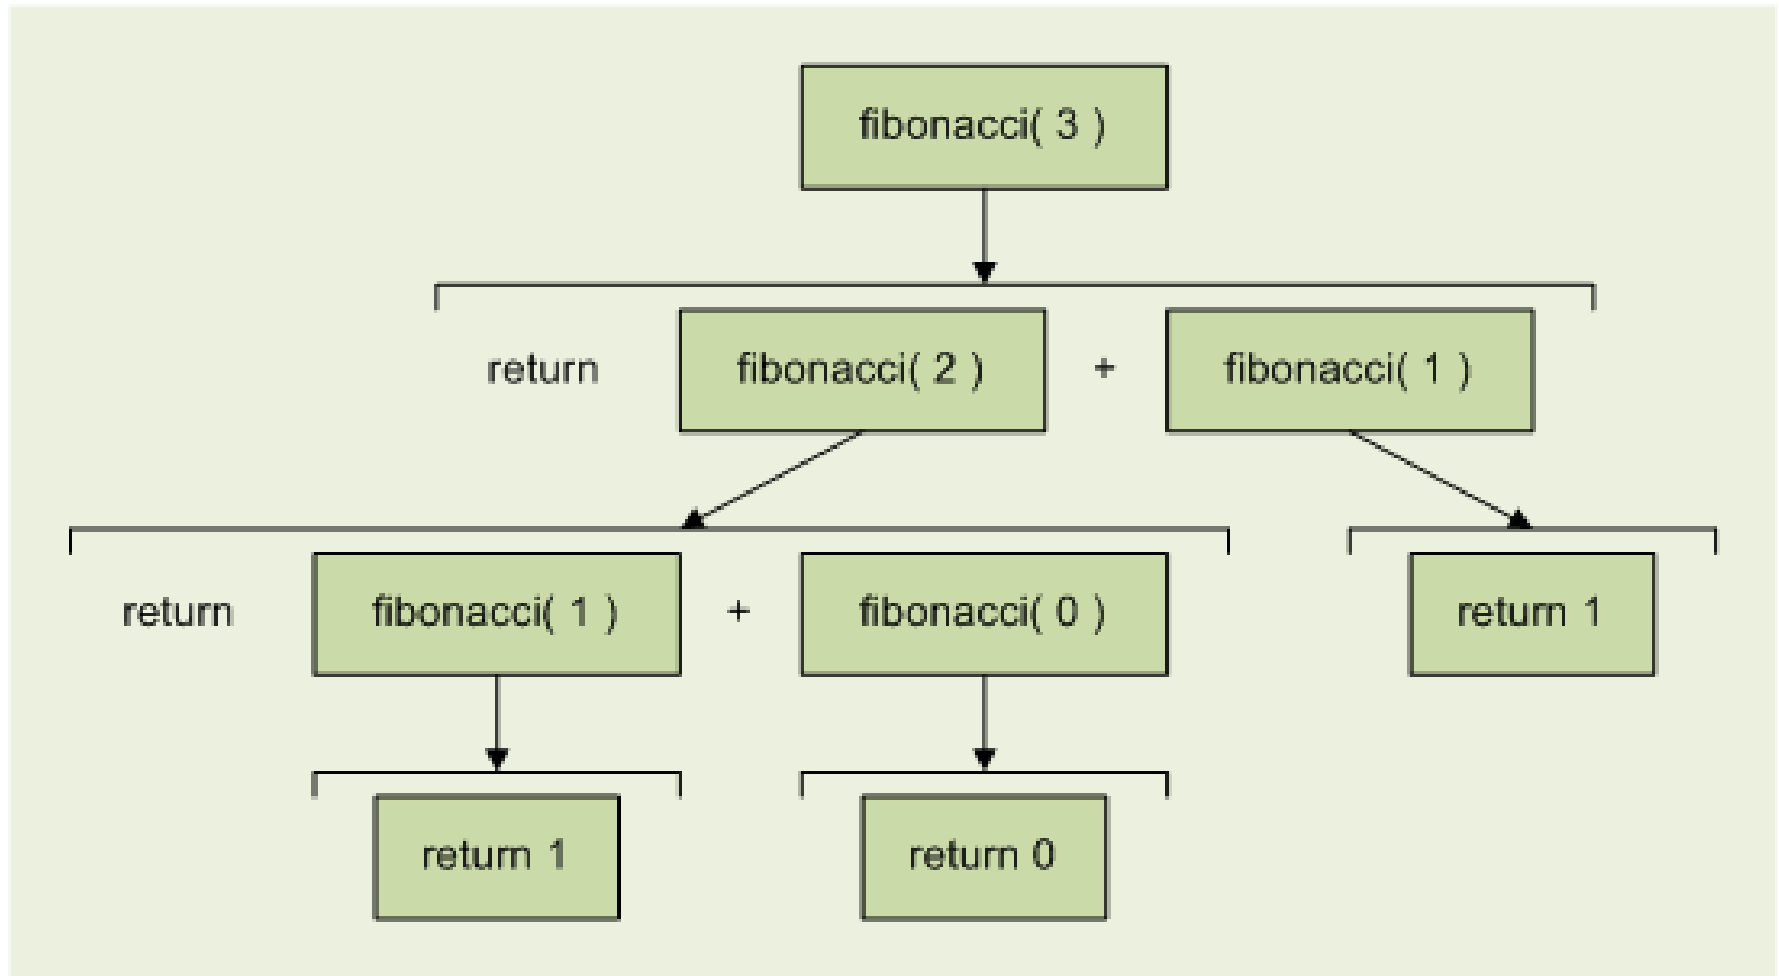 fibonacci( 3 )
return fibonacci( 2 ) + fibonacci( 1 )
return fibonacci( 1 ) + fibonacci( 0 ) return 1
return 1 return 0